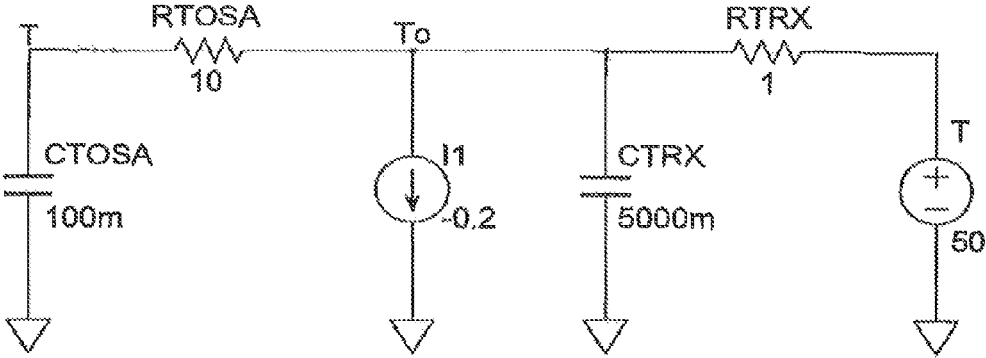 RTOSA
RTRX
T
To
10
1
CTOSA
I1
CTRX
T
+
100m
-0.2
5000m
−
50